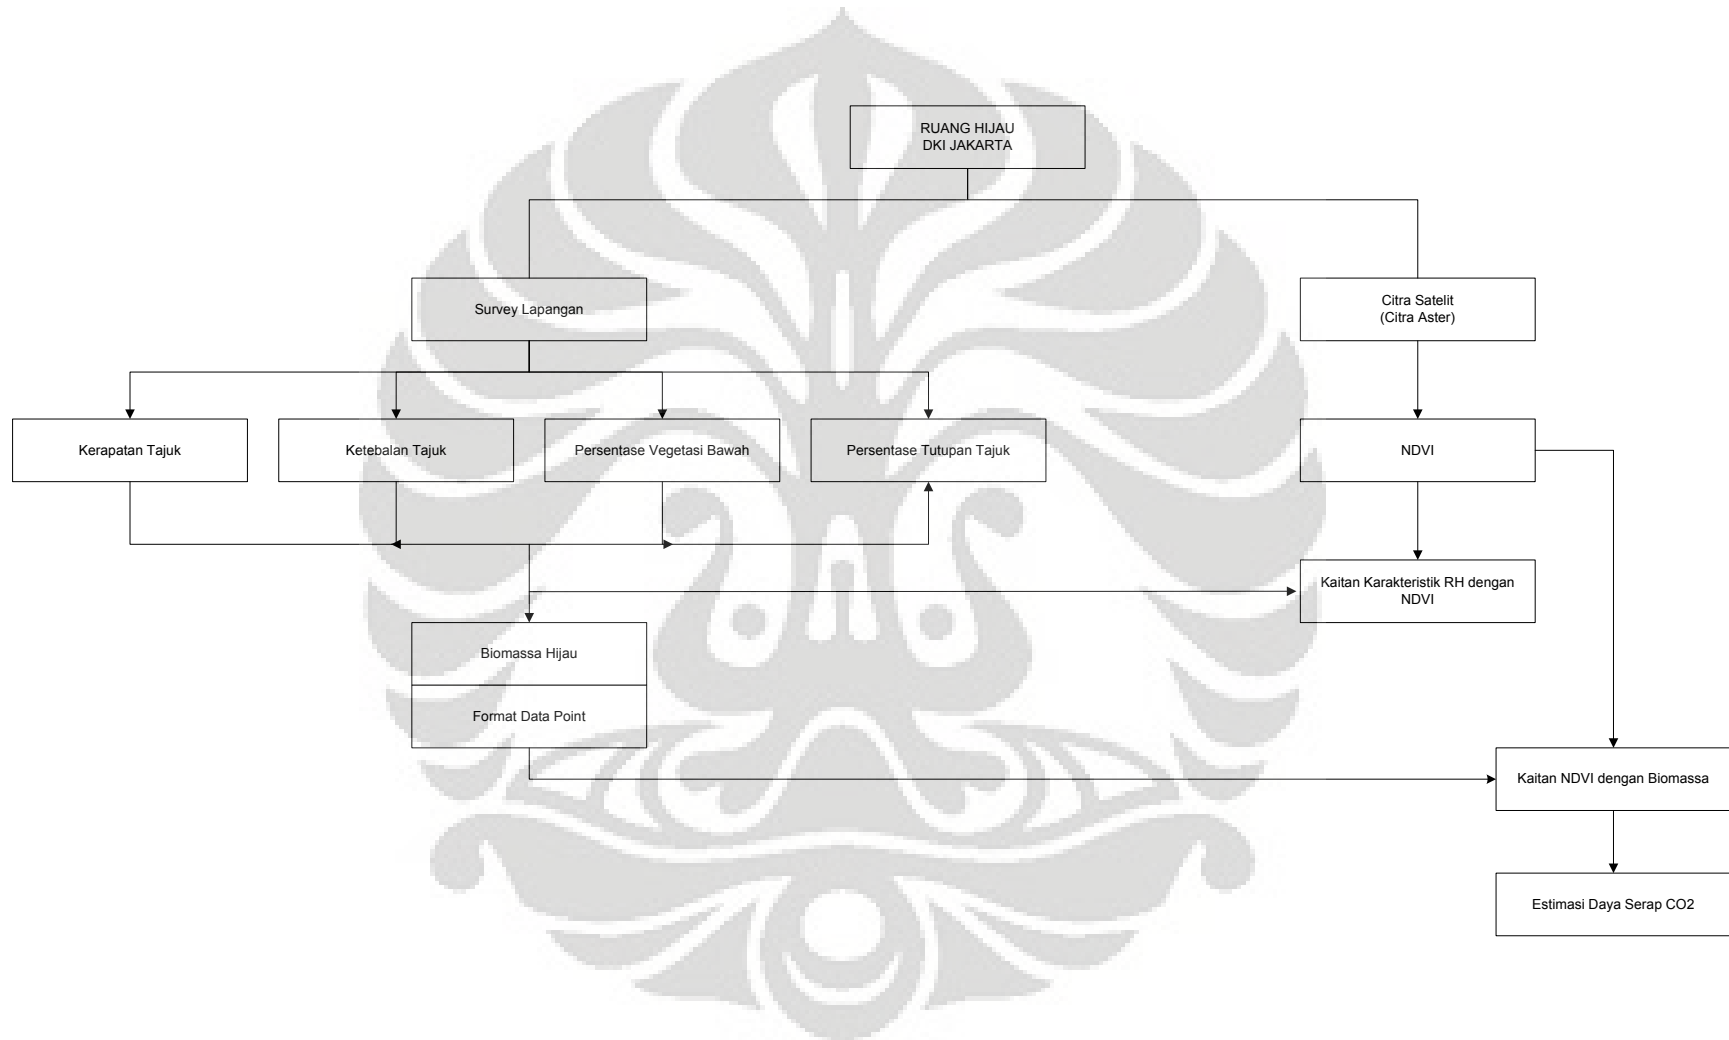 RUANG HIJAU
DKI JAKARTA
Survey Lapangan
Citra Satelit
(Citra Aster)
Kerapatan Tajuk
Ketebalan Tajuk
Persentase Vegetasi Bawah
Persentase Tutupan Tajuk
NDVI
Kaitan Karakteristik RH dengan
NDVI
Biomassa Hijau
Format Data Point
Kaitan NDVI dengan Biomassa
Estimasi Daya Serap CO2